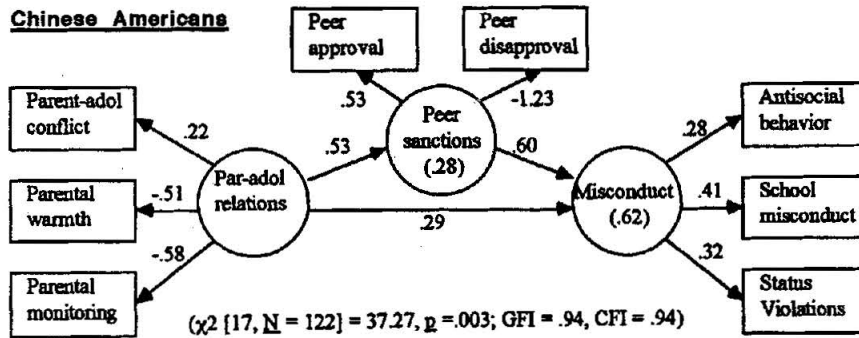 Chinese Americans
Peer
approval
Peer
disapproval
.53
-1.23
Parent-adol
conflict
Peer
sanctions
(.28)
Antisocial
behavior
.22
.53
.60
.28
Parental
warmth
-.51
Par-adol
relations
.29
Misconduct
(.62)
.41
School
misconduct
-.58
.32
Parental
monitoring
Status
Violations
(χ2 [17, N = 122] = 37.27, p =.003; GFI = .94, CFI = .94)